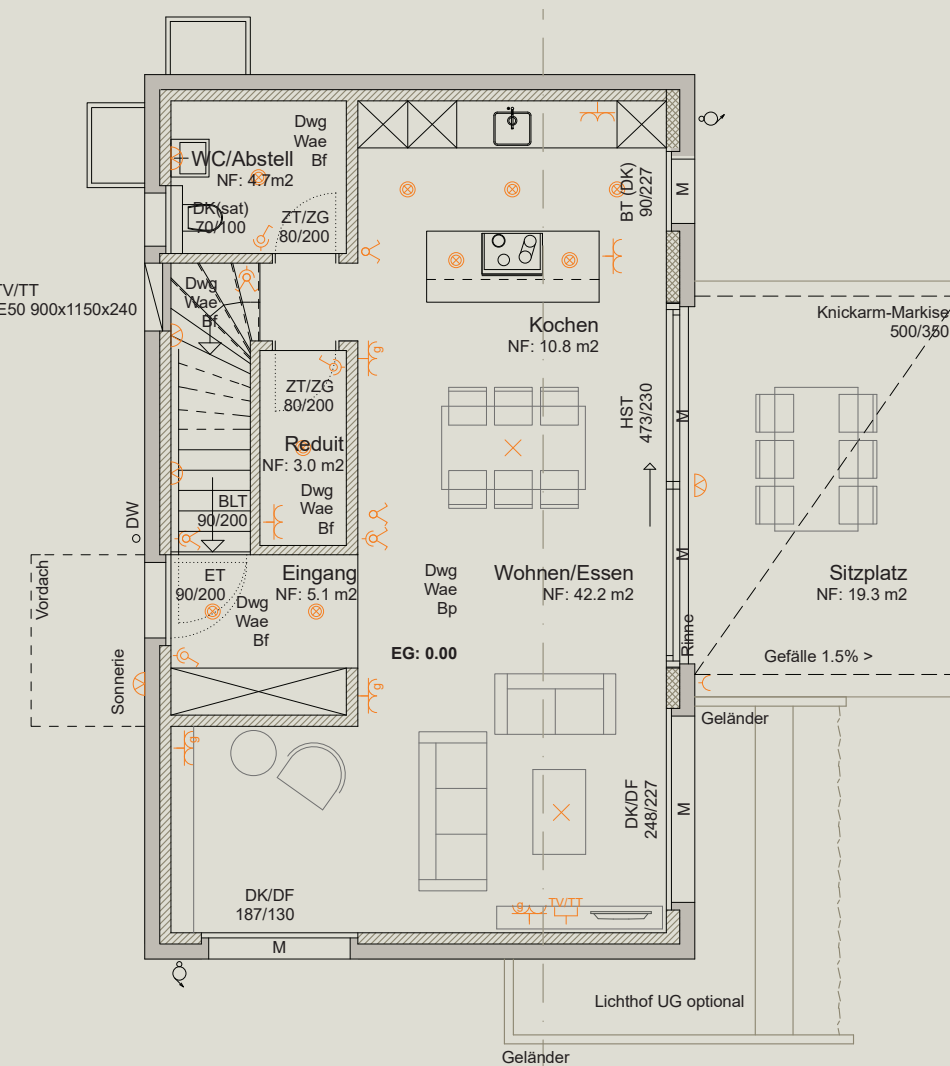 Dwg
Wae
Bf
WC/Abstell
NF: 4.7m2
DK(sat)
70/100
ZT/ZG
80/200
BT (DK)
90/227
M
TV/TT
E50 900x1150x240
Dwg
Wae
Bf
Kochen
NF: 10.8 m2
Knickarm-Markise
500/350
g
ZT/ZG
80/200
HST
473/230
M
Reduit
NF: 3.0 m2
Dwg
Wae
Bf
BLT
90/200
DW
M
Vordach
ET
90/200
Eingang
NF: 5.1 m2
Dwg
Wae
Bf
Dwg
Wae
Bp
Wohnen/Essen
NF: 42.2 m2
Sitzplatz
NF: 19.3 m2
EG: 0.00
Rinne
Gefälle 1.5% >
Sonnerie
g
Geländer
g
DK/DF
248/227
M
DK/DF
187/130
g
TV/TT
M
Lichthof UG optional
Geländer